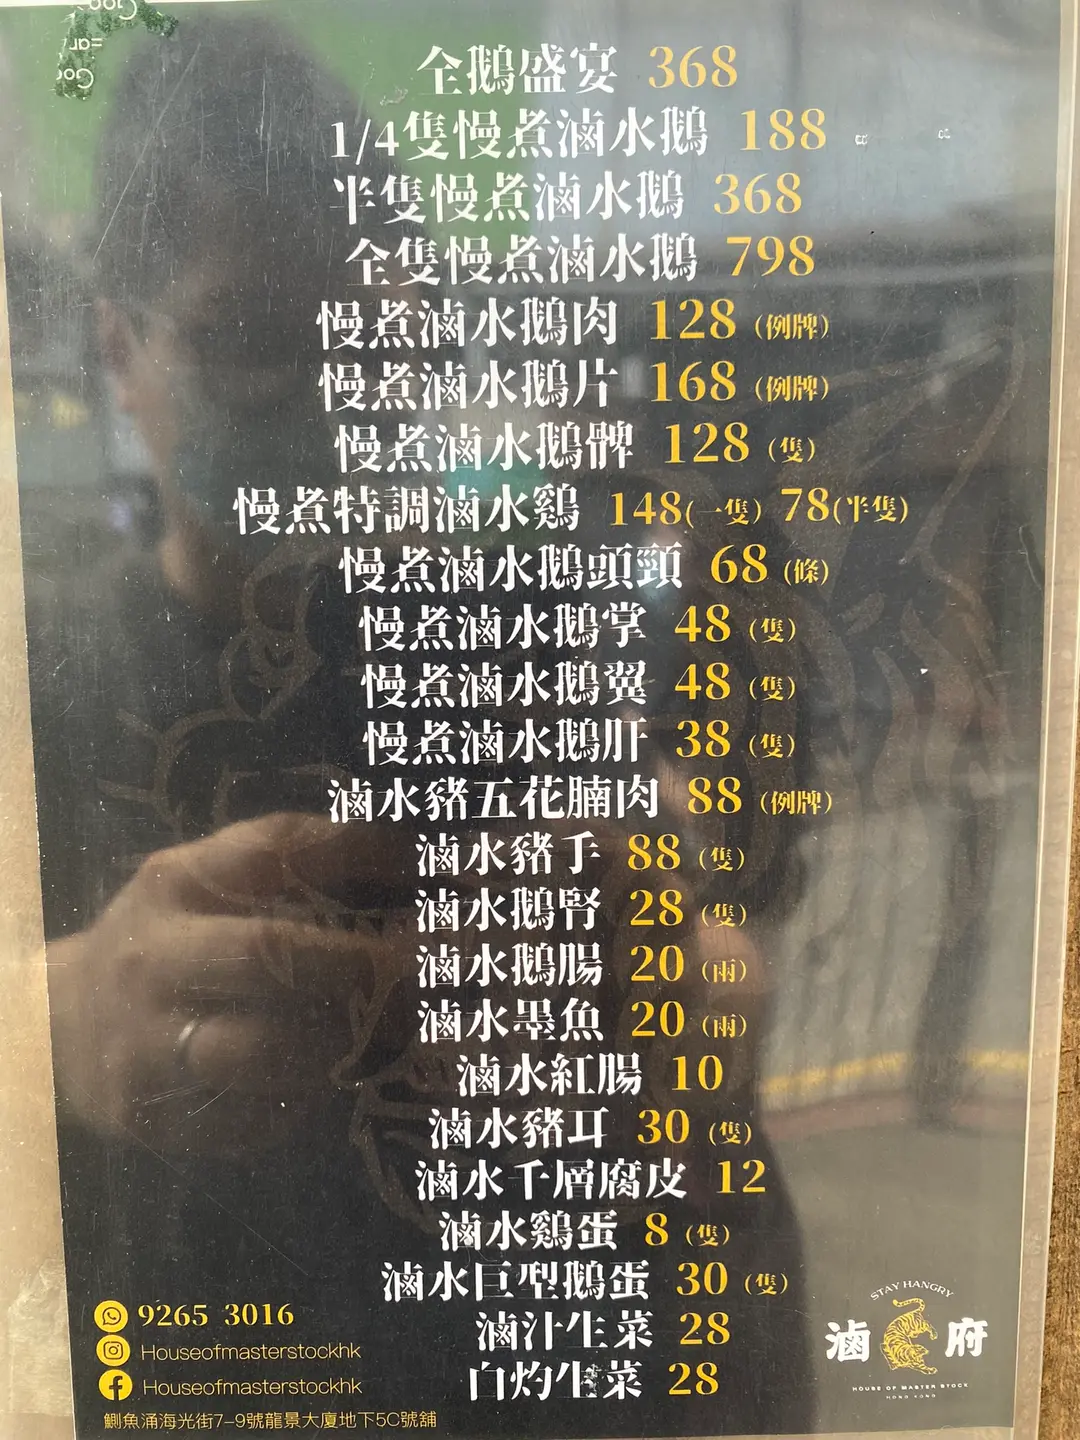 全鵝盛宴 368
1/4隻慢煮滷水鵝 188
半隻慢煮滷水鵝 368
全隻慢煮滷水鵝 798
慢煮滷水鵝肉 128 (例牌)
慢煮滷水鵝片 168 (例牌)
慢煮滷水鵝髀 128 (隻)
慢煮特調滷水鷄 148(一隻) 78(半隻)
慢煮滷水鵝頭頸 68 (條)
慢煮滷水鵝掌 48 (隻)
慢煮滷水鵝翼 48 (隻)
慢煮滷水鵝肝 38 (隻)
滷水豬五花腩肉 88 (例牌)
滷水豬手 88 (隻)
滷水鵝腎 28 (隻)
滷水鵝腸 20 (兩)
滷水墨魚 20 (兩)
滷水紅腸 10
滷水豬耳 30 (隻)
滷水千層腐皮 12
滷水鷄蛋 8 (隻)
滷水巨型鵝蛋 30 (隻)
滷汁生菜 28
白灼生菜 28
9265 3016
Houseofmasterstockhk
Houseofmasterstockhk
鰂魚涌海光街7-9號龍景大廈地下5C號舖
STAY HANGRY
滷府
HOUSE OF MASTER STOCK
HONG KONG